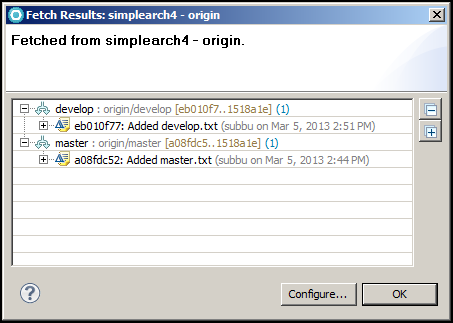 Fetch Results: simplearch4 - origin
Fetched from simplearch4 - origin.
develop : origin/develop [eb010f7..1518a1e] (1)
eb010f77: Added develop.txt (subbu on Mar 5, 2013 2:51 PM)
master : origin/master [a08fdc5..1518a1e] (1)
a08fdc52: Added master.txt (subbu on Mar 5, 2013 2:44 PM)
Configure...
OK